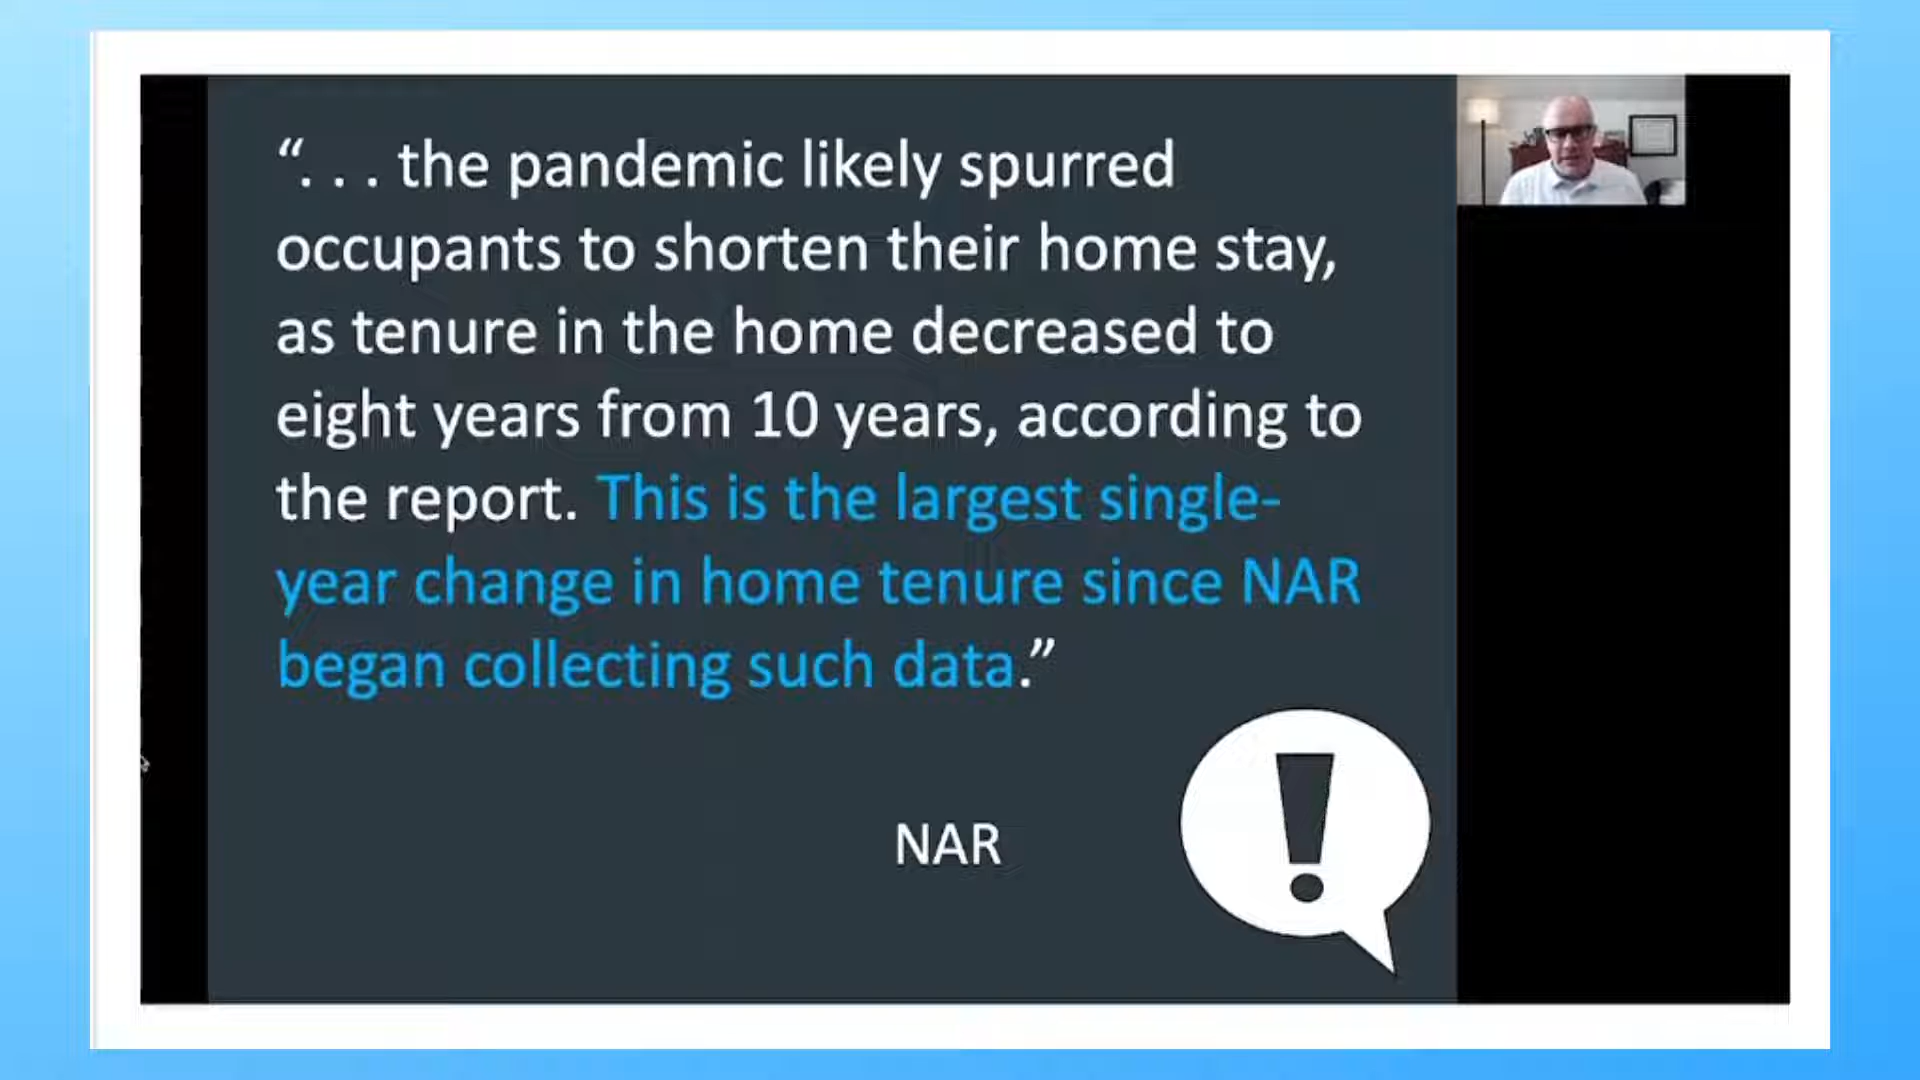 “. . . the pandemic likely spurred
occupants to shorten their home stay,
as tenure in the home decreased to
eight years from 10 years, according to
the report. This is the largest single-
year change in home tenure since NAR
began collecting such data.”
NAR
!